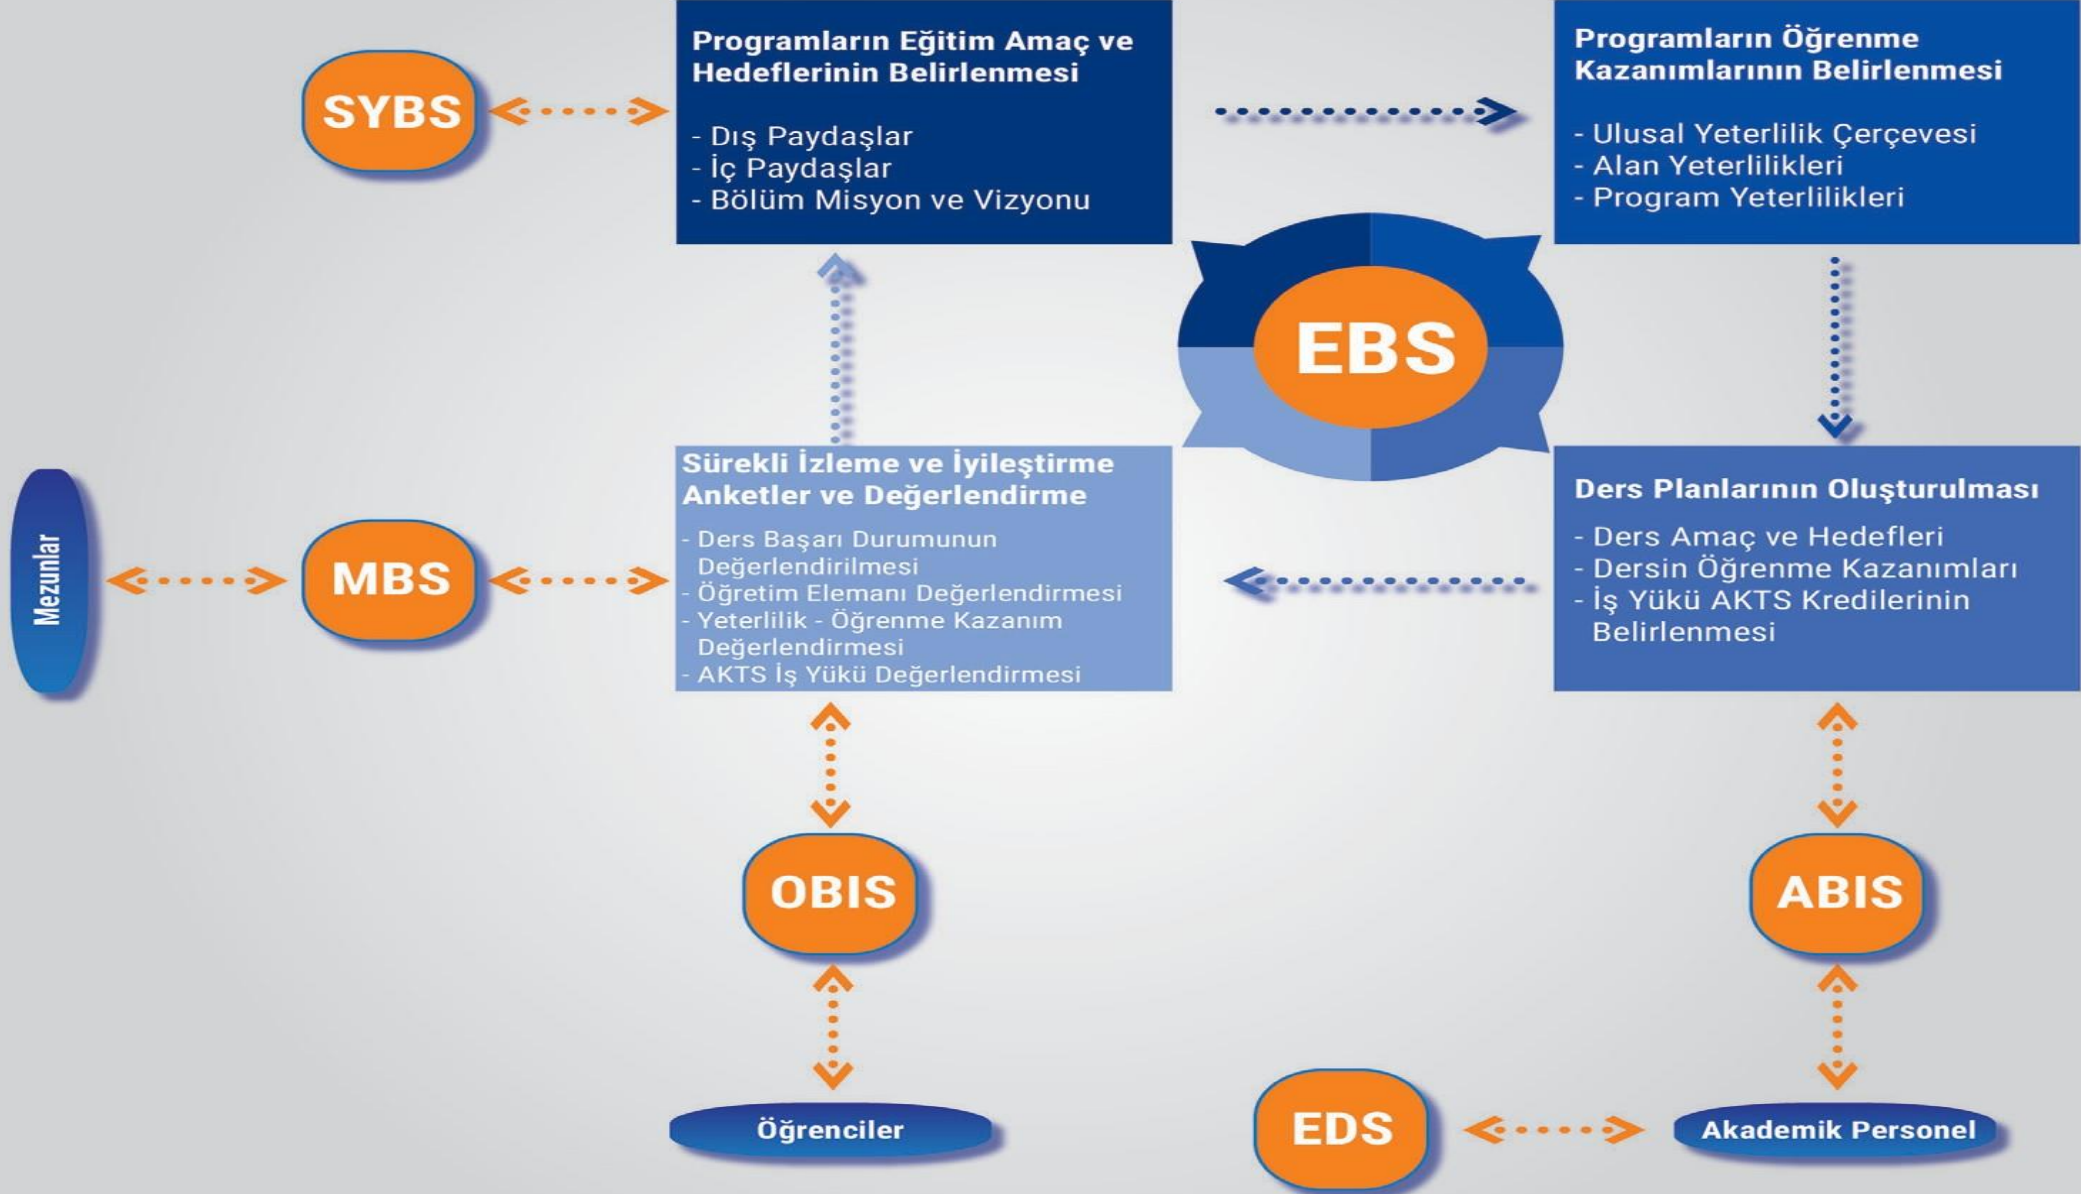 SYBS
Programların Eğitim Amaç ve
Hedeflerinin Belirlenmesi
- Dış Paydaşlar
- İç Paydaşlar
- Bölüm Misyon ve Vizyonu
Programların Öğrenme
Kazanımlarının Belirlenmesi
- Ulusal Yeterlilik Çerçevesi
- Alan Yeterlilikleri
- Program Yeterlilikleri
EBS
Mezunlar
MBS
Sürekli İzleme ve İyileştirme
Anketler ve Değerlendirme
- Ders Başarı Durumunun
Değerlendirilmesi
- Öğretim Elemanı Değerlendirmesi
- Yeterlilik - Öğrenme Kazanım
Değerlendirmesi
- AKTS İş Yükü Değerlendirmesi
Ders Planlarının Oluşturulması
- Ders Amaç ve Hedefleri
- Dersin Öğrenme Kazanımları
- İş Yükü AKTS Kredilerinin
Belirlenmesi
OBIS
ABIS
Öğrenciler
EDS
Akademik Personel